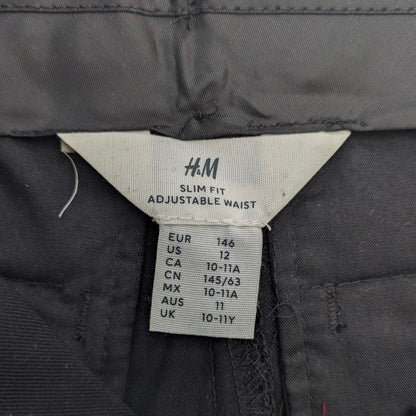 H&M
SLIM FIT
ADJUSTABLE WAIST
EUR 146
US 12
CA 10-11A
CN 145/63
MX 10-11A
AUS 11
UK 10-11Y